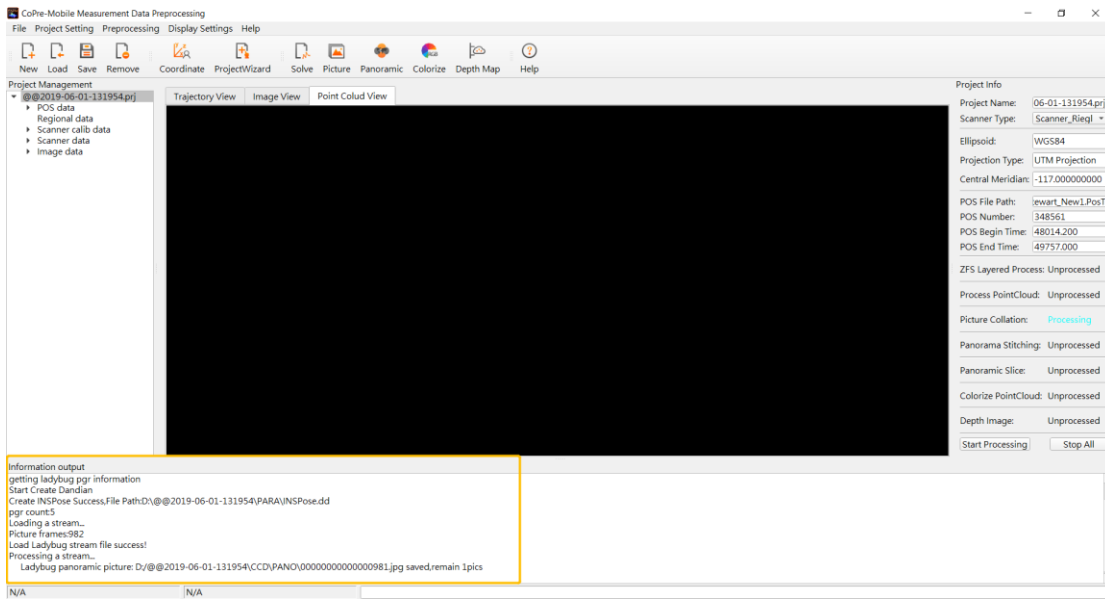 CoPre-Mobile Measurement Data Preprocessing
File Project Setting Preprocessing Display Settings Help
New Load Save Remove Coordinate ProjectWizard Solve Picture Panoramic Colorize Depth Map Help
Project Management
@@2019-06-01-131954.prj
POS data
Regional data
Scanner calib data
Scanner data
Image data
Trajectory View Image View Point Colud View
Project Info
Project Name: 06-01-131954.prj
Scanner Type: Scanner_Riegl
Ellipsoid: WGS84
Projection Type: UTM Projection
Central Meridian: -117.000000000
POS File Path: tewart_New1.PosT
POS Number: 348561
POS Begin Time: 48014.200
POS End Time: 49757.000
ZFS Layered Process: Unprocessed
Process PointCloud: Unprocessed
Picture Collation: Processing
Panorama Stitching: Unprocessed
Panoramic Slice: Unprocessed
Colorize PointCloud: Unprocessed
Depth Image: Unprocessed
Start Processing Stop All
Information output
getting ladybug pgr information
Start Create Dandian
Create INSPose Success,File Path:D:\@@2019-06-01-131954\PARA\INSPose.dd
pgr count:5
Loading a stream...
Picture frames:982
Load Ladybug stream file success!
Processing a stream...
Ladybug panoramic picture: D:/@@2019-06-01-131954\CCD\PANO\00000000000000981.jpg saved,remain 1pics
N/A N/A